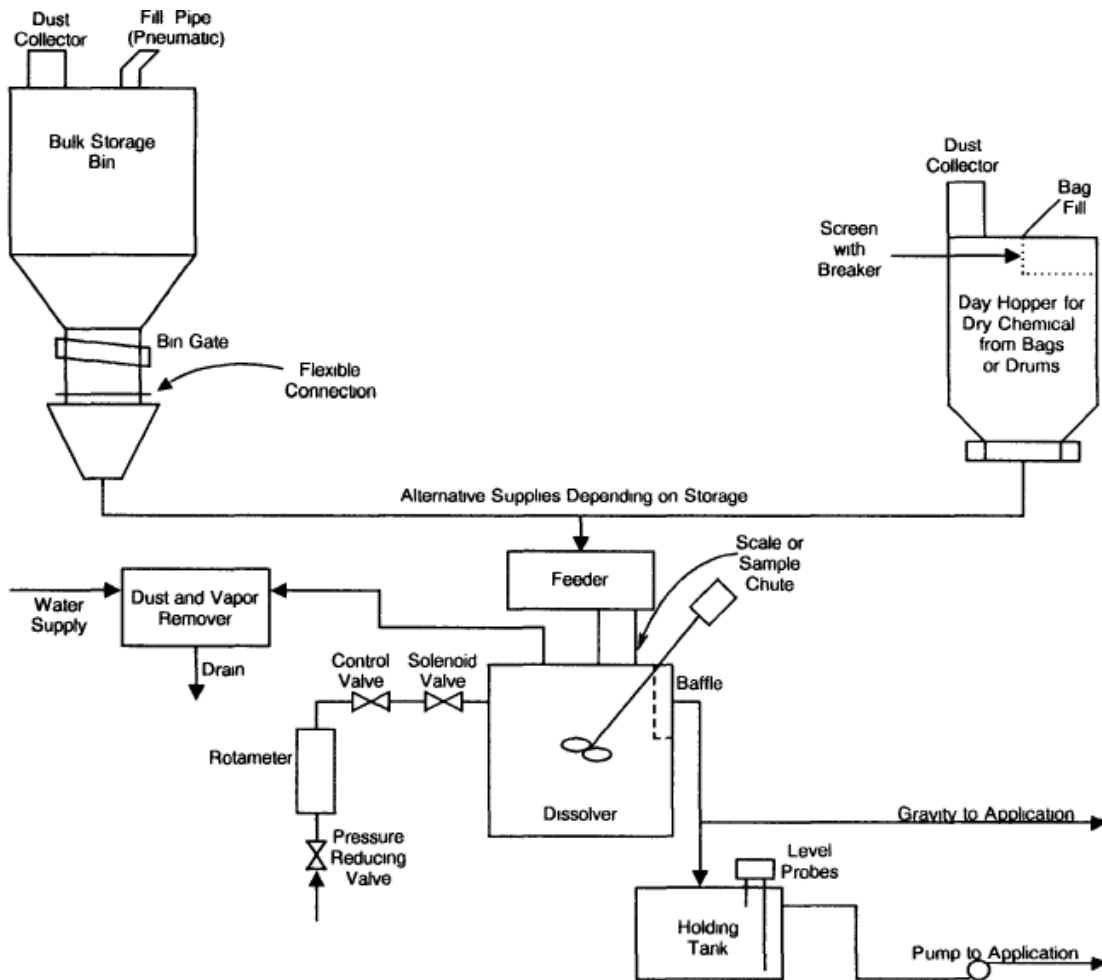 Dust
Collector
Fill Pipe
(Pneumatic)
Bulk Storage
Bin
Bin Gate
Flexible
Connection
Dust
Collector
Bag
Fill
Screen
with
Breaker
Day Hopper for
Dry Chemical
from Bags
or Drums
Alternative Supplies Depending on Storage
Feeder
Scale or
Sample
Chute
Water
Supply
Dust and Vapor
Remover
Drain
Control
Valve
Solenoid
Valve
Baffle
Rotameter
Dissolver
Pressure
Reducing
Valve
Gravity to Application
Level
Probes
Holding
Tank
Pump to Application